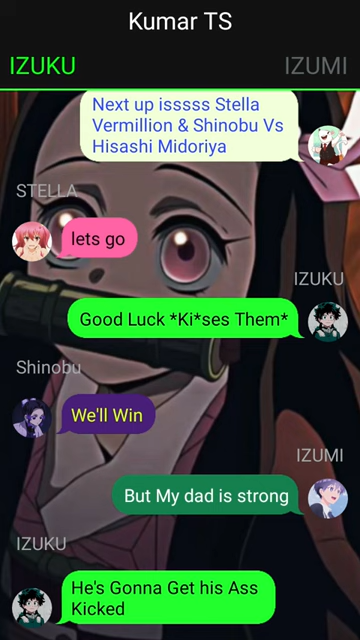 Kumar TS
IZUKU
IZUMI
Next up isssss Stella
Vermillion & Shinobu Vs
Hisashi Midoriya
STELLA
lets go
IZUKU
Good Luck *Ki*ses Them*
Shinobu
We'll Win
IZUMI
But My dad is strong
IZUKU
He's Gonna Get his Ass
Kicked